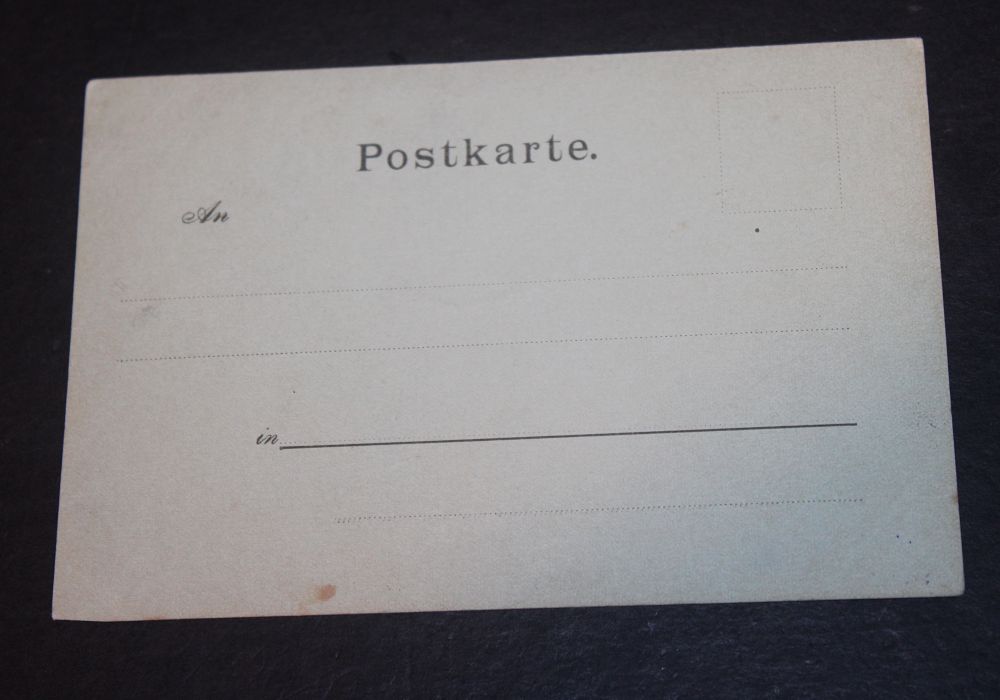 Postkarte.
An
in